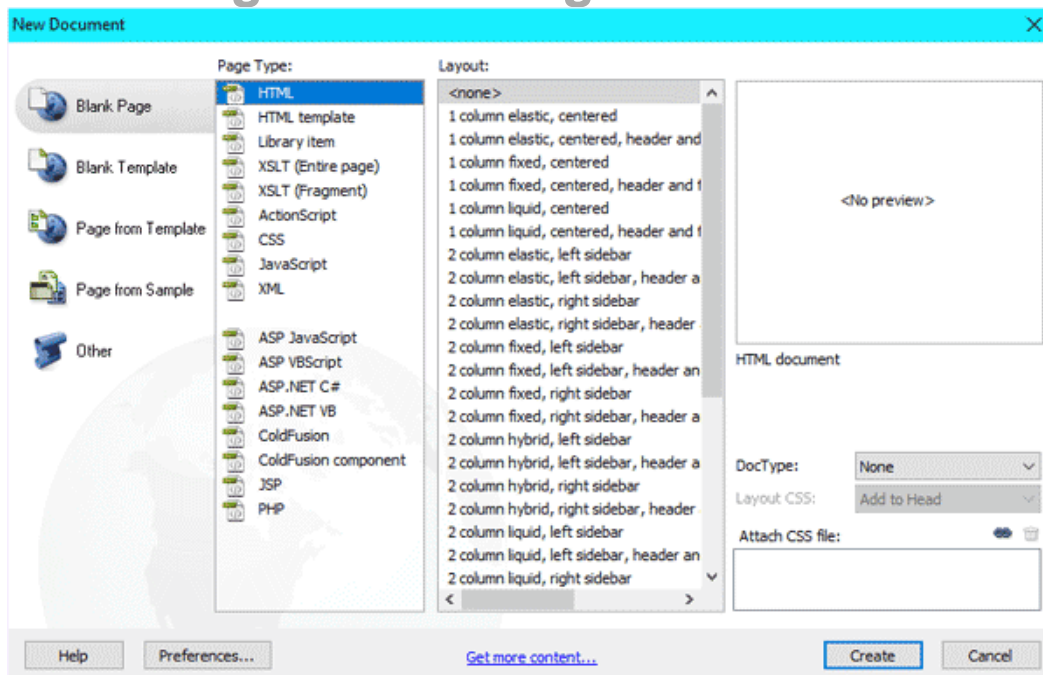 New Document
Blank Page
Blank Template
Page from Template
Page from Sample
Other
Page Type:
HTML
HTML template
Library item
XSLT (Entire page)
XSLT (Fragment)
ActionScript
CSS
JavaScript
XML
ASP JavaScript
ASP VBScript
ASP.NET C#
ASP.NET VB
ColdFusion
ColdFusion component
JSP
PHP
Layout:
<none>
1 column elastic, centered
1 column elastic, centered, header and
1 column fixed, centered
1 column fixed, centered, header and f
1 column liquid, centered
1 column liquid, centered, header and f
2 column elastic, left sidebar
2 column elastic, left sidebar, header a
2 column elastic, right sidebar
2 column elastic, right sidebar, header
2 column fixed, left sidebar
2 column fixed, left sidebar, header an
2 column fixed, right sidebar
2 column fixed, right sidebar, header a
2 column hybrid, left sidebar
2 column hybrid, left sidebar, header a
2 column hybrid, right sidebar
2 column hybrid, right sidebar, header
2 column liquid, left sidebar
2 column liquid, left sidebar, header an
2 column liquid, right sidebar
<No preview>
HTML document
DocType: None
Layout CSS: Add to Head
Attach CSS file:
Help
Preferences...
Get more content...
Create
Cancel